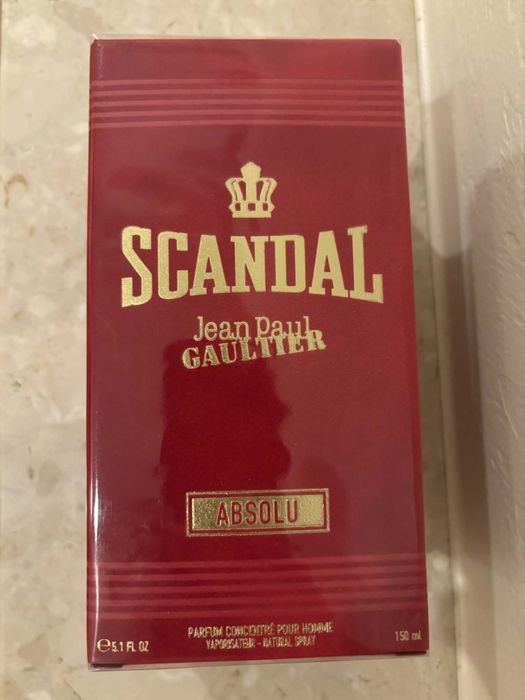 SCANDAL
Jean Paul
GAULTIER
ABSOLU
PARFUM CONCENTRÉ POUR HOMME
VAPORISATEUR - NATURAL SPRAY
℮5.1 FL OZ
150 ml